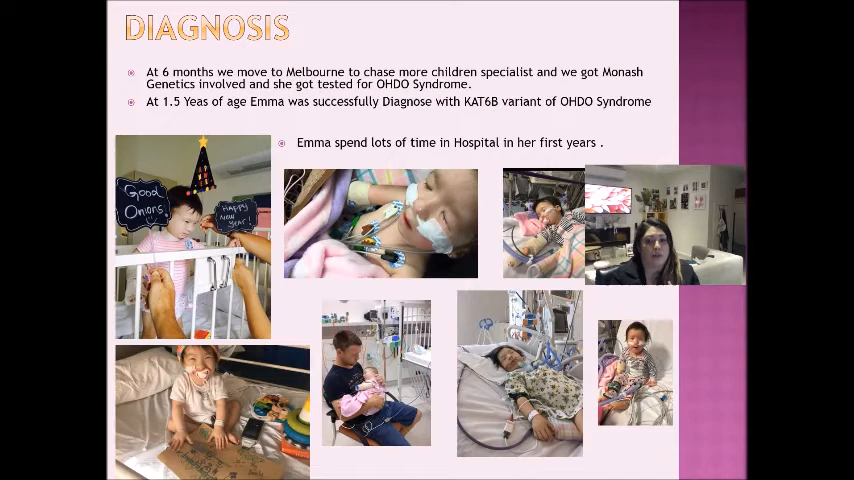 DIAGNOSIS
At 6 months we move to Melbourne to chase more children specialist and we got Monash
Genetics involved and she got tested for OHDO Syndrome.
At 1.5 Yeas of age Emma was successfully Diagnose with KAT6B variant of OHDO Syndrome
Emma spend lots of time in Hospital in her first years .
Good
Onions
Happy
New
Year!